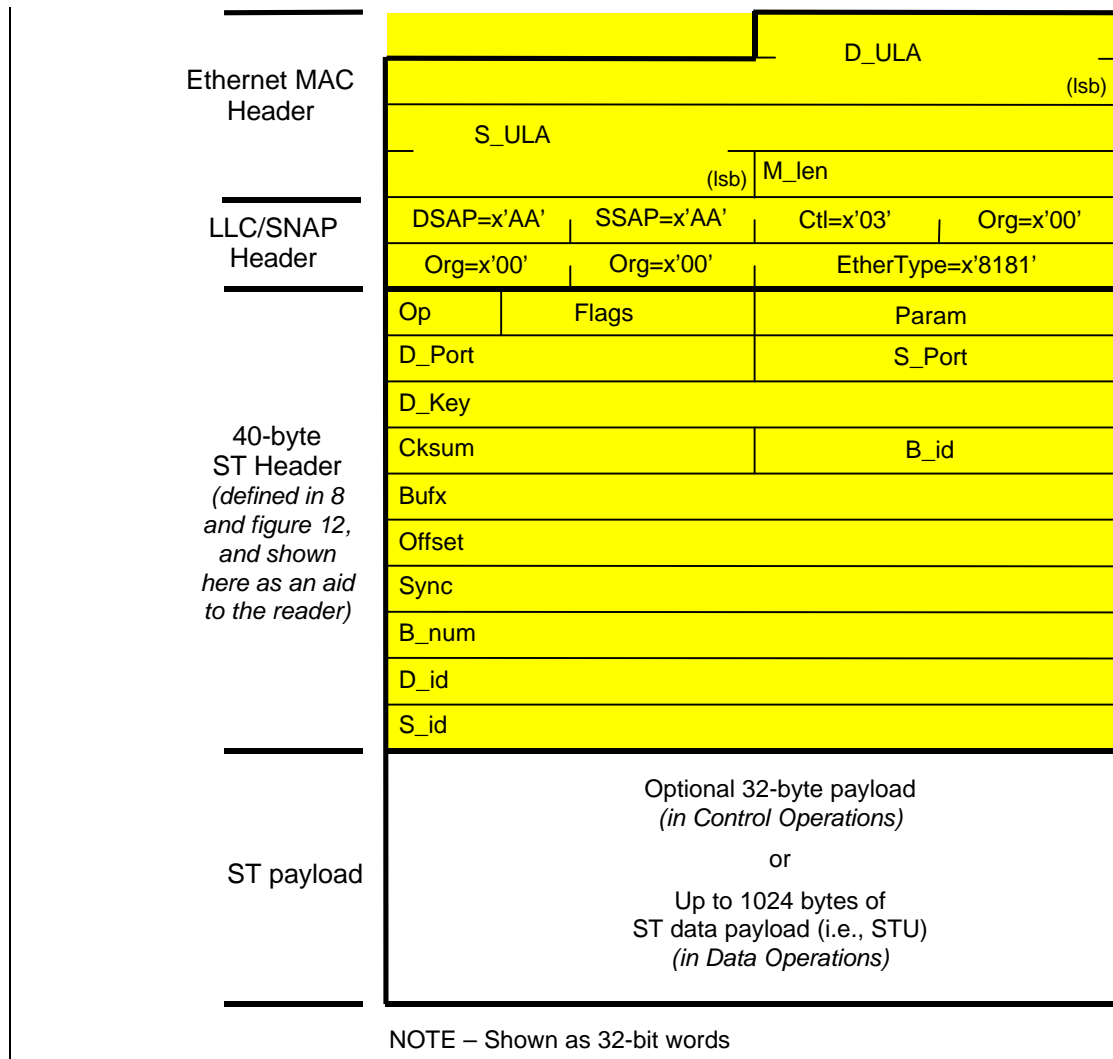 Ethernet MAC
Header
D_ULA
(lsb)
S_ULA
(lsb)
M_len
LLC/SNAP
Header
DSAP=x'AA'
SSAP=x'AA'
Ctl=x'03'
Org=x'00'
Org=x'00'
Org=x'00'
EtherType=x'8181'
40-byte
ST Header
(defined in 8
and figure 12,
and shown
here as an aid
to the reader)
Op
Flags
Param
D_Port
S_Port
D_Key
Cksum
B_id
Bufx
Offset
Sync
B_num
D_id
S_id
ST payload
Optional 32-byte payload
(in Control Operations)
or
Up to 1024 bytes of
ST data payload (i.e., STU)
(in Data Operations)
NOTE – Shown as 32-bit words